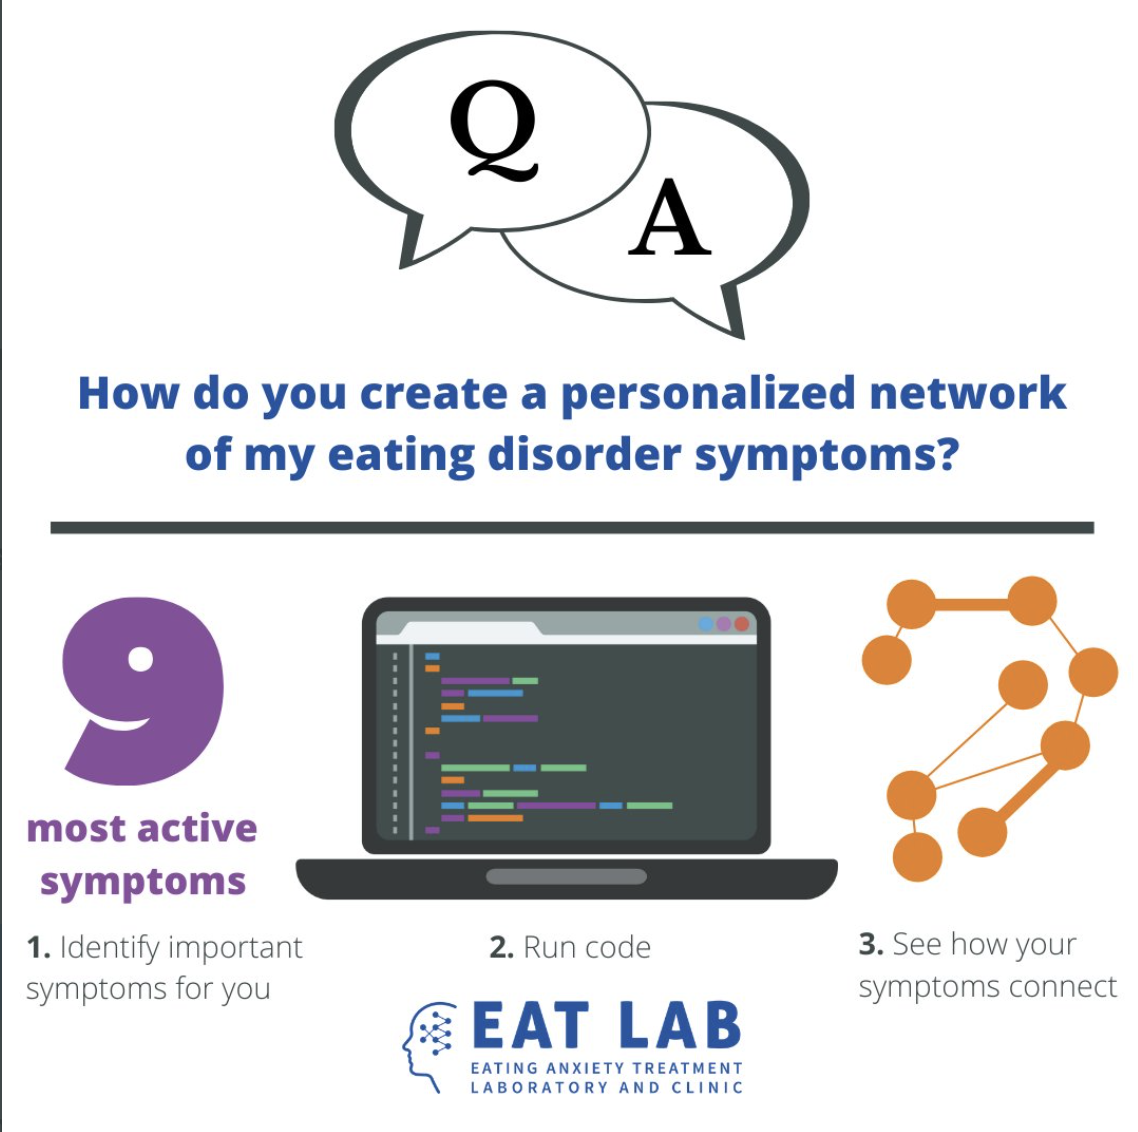 Q
A
How do you create a personalized network
of my eating disorder symptoms?
9
most active
symptoms
1. Identify important
symptoms for you
2. Run code
3. See how your
symptoms connect
EAT LAB
EATING ANXIETY TREATMENT
LABORATORY AND CLINIC